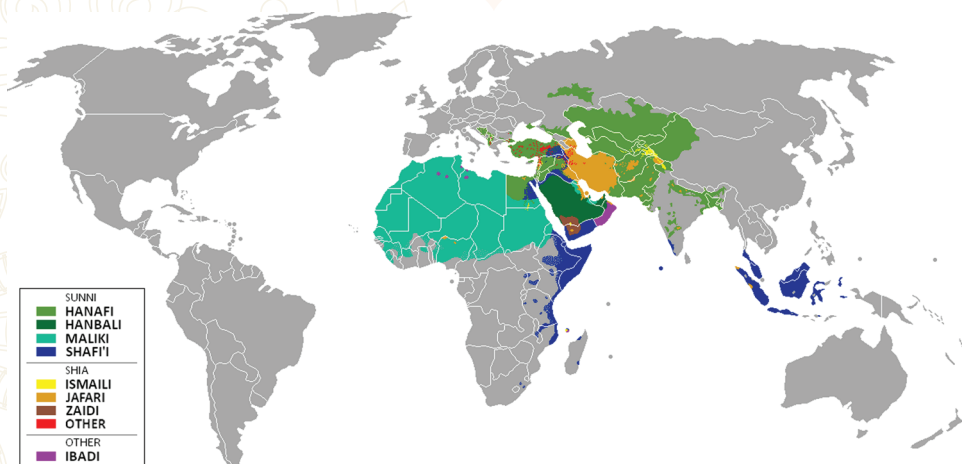 SUNNI
HANAFI
HANBALI
MALIKI
SHAFI'I
SHIA
ISMAILI
JAFARI
ZAIDI
OTHER
OTHER
IBADI